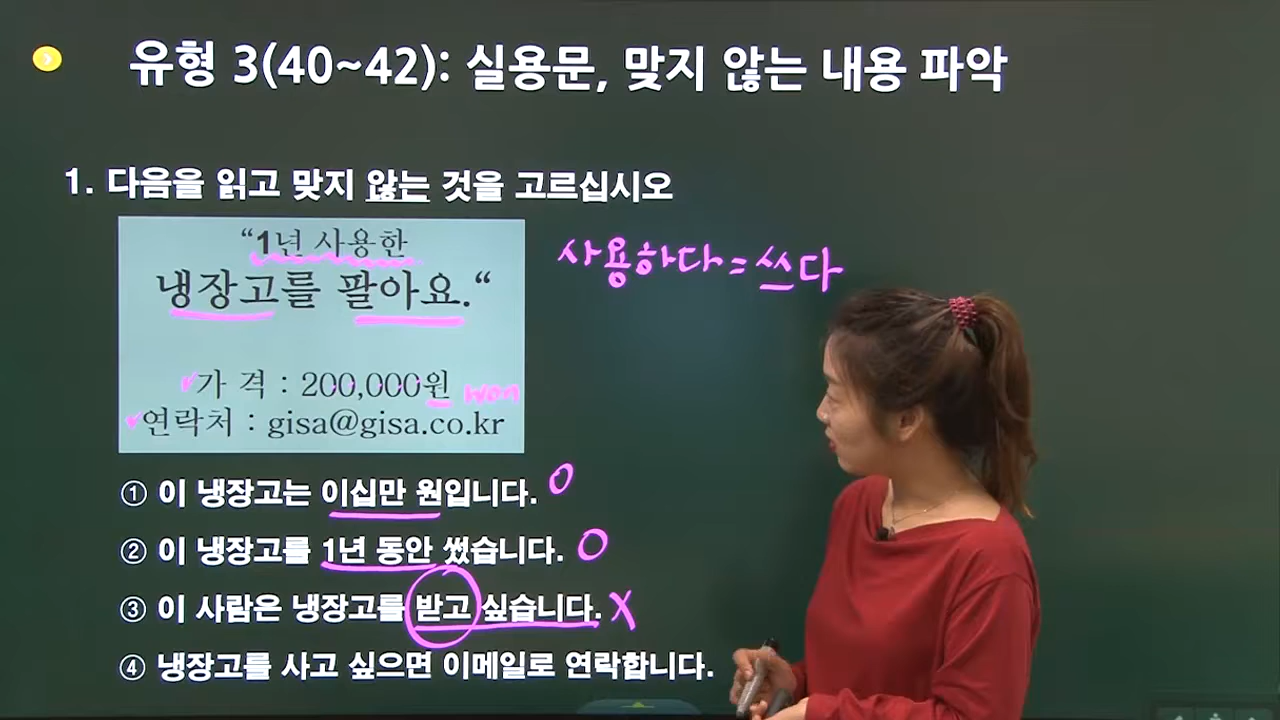 유형 3(40~42): 실용문, 맞지 않는 내용 파악
1. 다음을 읽고 맞지 않는 것을 고르십시오
“1년 사용한
냉장고를 팔아요.“
사용하다 = 쓰다
✓가 격 : 200,000원 won
✓연락처 : gisa@gisa.co.kr
① 이 냉장고는 이십만 원입니다. O
② 이 냉장고를 1년 동안 썼습니다. O
③ 이 사람은 냉장고를 받고 싶습니다. X
④ 냉장고를 사고 싶으면 이메일로 연락합니다.